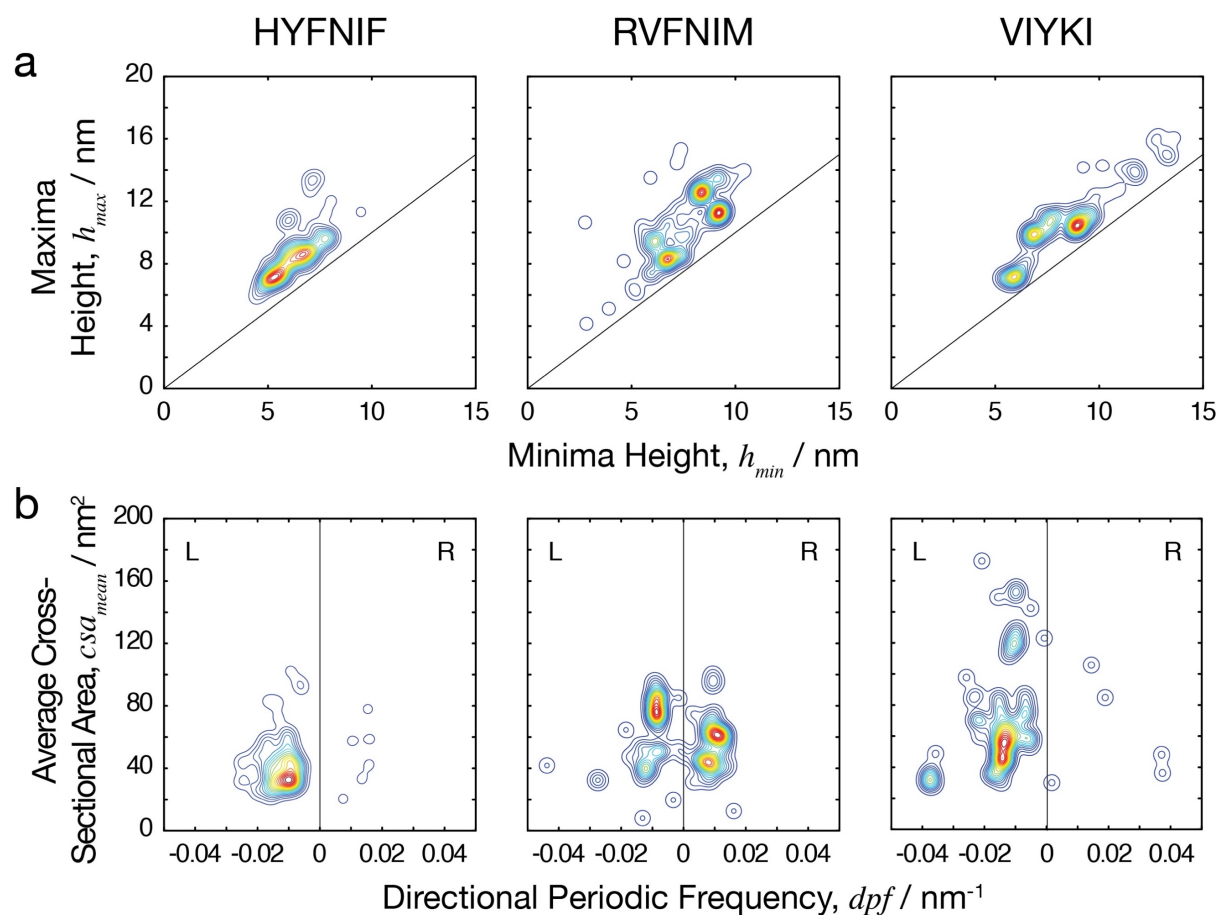 HYFNIF RVFNIM VIYKI
a
Maxima
Height, hmax / nm
20
16
12
8
4
0
0 5 10 15
0 5 10 15
0 5 10 15
Minima Height, hmin / nm
b
Average Cross-
Sectional Area, csamean / nm²
200
160
120
80
40
0
L R
L R
L R
-0.04 -0.02 0 0.02 0.04
-0.04 -0.02 0 0.02 0.04
-0.04 -0.02 0 0.02 0.04
Directional Periodic Frequency, dpf / nm⁻¹